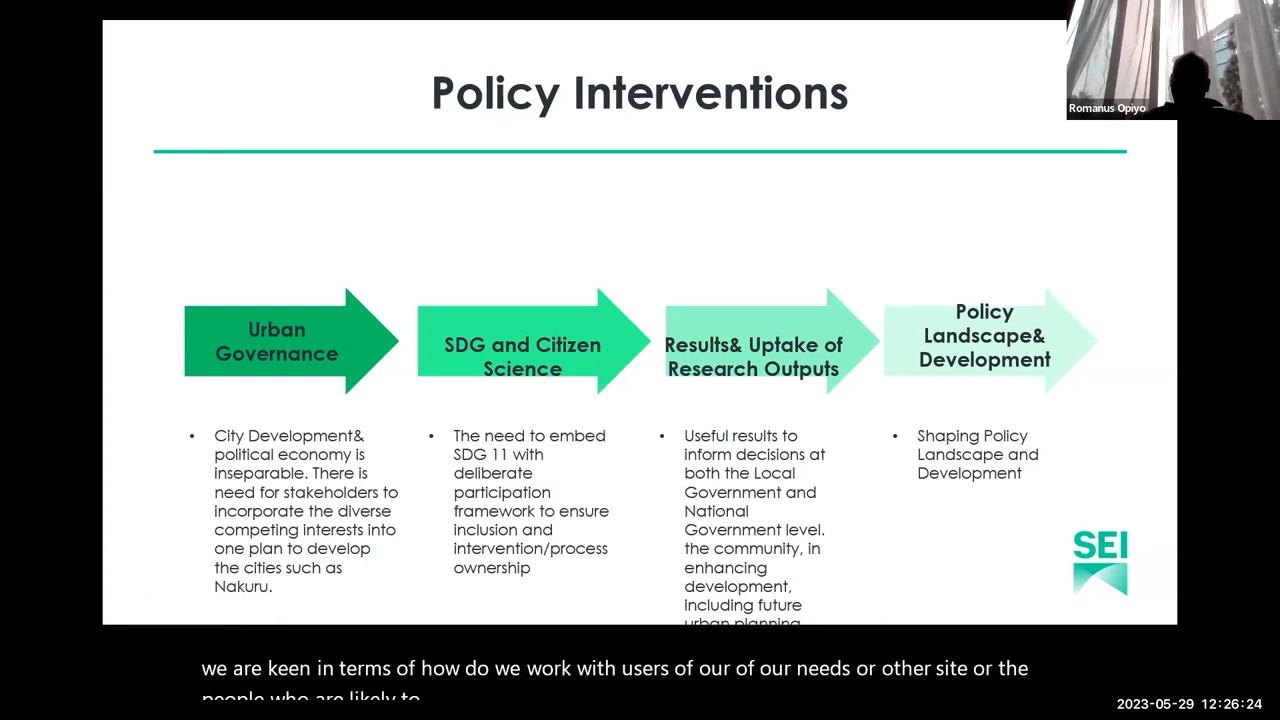 Policy Interventions
Romanus Opiyo
Urban
Governance
SDG and Citizen
Science
Results& Uptake of
Research Outputs
Policy
Landscape&
Development
• City Development&
political economy is
inseparable. There is
need for stakeholders to
incorporate the diverse
competing interests into
one plan to develop
the cities such as
Nakuru.
• The need to embed
SDG 11 with
deliberate
participation
framework to ensure
inclusion and
intervention/process
ownership
• Useful results to
inform decisions at
both the Local
Government and
National
Government level.
the community, in
enhancing
development,
including future
urban planning
• Shaping Policy
Landscape and
Development
SEI
we are keen in terms of how do we work with users of our of our needs or other site or the
people who are likely to
2023-05-29 12:26:24